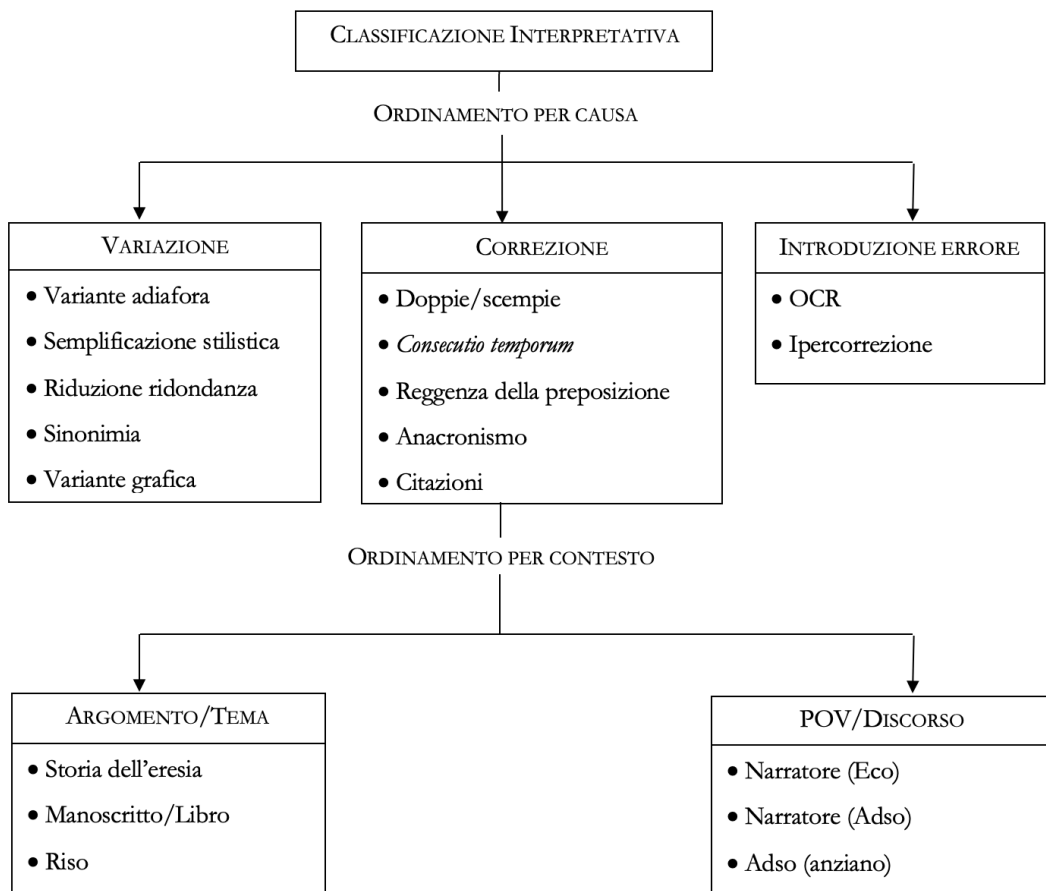 CLASSIFICAZIONE INTERPRETATIVA
ORDINAMENTO PER CAUSA
VARIAZIONE
• Variante adiafora
• Semplificazione stilistica
• Riduzione ridondanza
• Sinonimia
• Variante grafica
CORREZIONE
• Doppie/scempie
• Consecutio temporum
• Reggenza della preposizione
• Anacronismo
• Citazioni
INTRODUZIONE ERRORE
• OCR
• Ipercorrezione
ORDINAMENTO PER CONTESTO
ARGOMENTO/TEMA
• Storia dell'eresia
• Manoscritto/Libro
• Riso
POV/DISCORSO
• Narratore (Eco)
• Narratore (Adso)
• Adso (anziano)